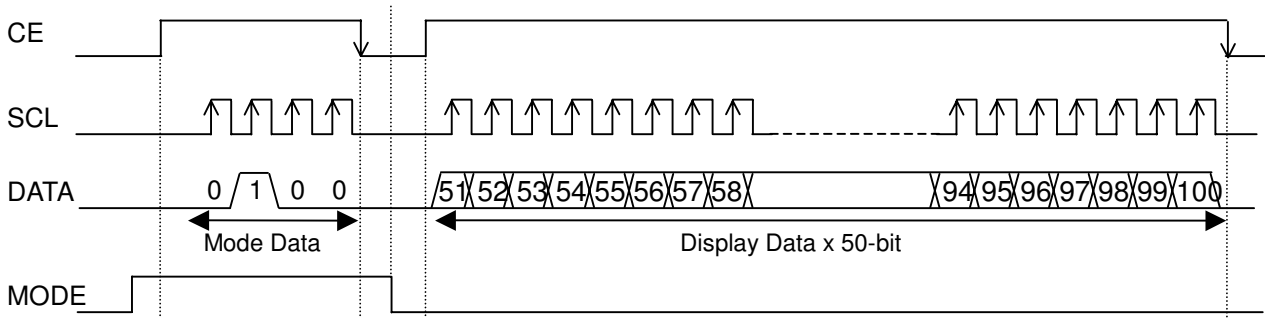 CE
SCL
DATA 0 1 0 0 51 52 53 54 55 56 57 58 94 95 96 97 98 99 100
Mode Data Display Data x 50-bit
MODE